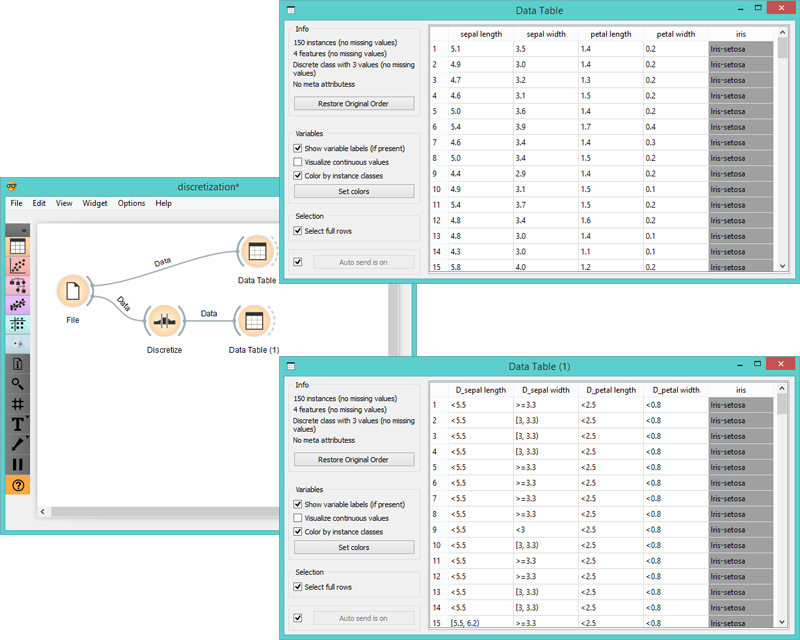 Data Table
Info
150 instances (no missing values)
4 features (no missing values)
Discrete class with 3 values (no missing
values)
No meta attributess
Restore Original Order
Variables
Show variable labels (if present)
Visualize continuous values
Color by instance classes
Set colors
Selection
Select full rows
Auto send is on
sepal length sepal width petal length petal width iris
1 5.1 3.5 1.4 0.2 Iris-setosa
2 4.9 3.0 1.4 0.2 Iris-setosa
3 4.7 3.2 1.3 0.2 Iris-setosa
4 4.6 3.1 1.5 0.2 Iris-setosa
5 5.0 3.6 1.4 0.2 Iris-setosa
6 5.4 3.9 1.7 0.4 Iris-setosa
7 4.6 3.4 1.4 0.3 Iris-setosa
8 5.0 3.4 1.5 0.2 Iris-setosa
9 4.4 2.9 1.4 0.2 Iris-setosa
10 4.9 3.1 1.5 0.1 Iris-setosa
11 5.4 3.7 1.5 0.2 Iris-setosa
12 4.8 3.4 1.6 0.2 Iris-setosa
13 4.8 3.0 1.4 0.1 Iris-setosa
14 4.3 3.0 1.1 0.1 Iris-setosa
15 5.8 4.0 1.2 0.2 Iris-setosa
discretization*
File Edit View Widget Options Help
Data
Data Table
File
Data
Data
Discretize
Data Table (1)
Data Table (1)
Info
150 instances (no missing values)
4 features (no missing values)
Discrete class with 3 values (no missing
values)
No meta attributess
Restore Original Order
Variables
Show variable labels (if present)
Visualize continuous values
Color by instance classes
Set colors
Selection
Select full rows
Auto send is on
D_sepal length D_sepal width D_petal length D_petal width iris
1 <5.5 >=3.3 <2.5 <0.8 Iris-setosa
2 <5.5 [3, 3.3) <2.5 <0.8 Iris-setosa
3 <5.5 [3, 3.3) <2.5 <0.8 Iris-setosa
4 <5.5 [3, 3.3) <2.5 <0.8 Iris-setosa
5 <5.5 >=3.3 <2.5 <0.8 Iris-setosa
6 <5.5 >=3.3 <2.5 <0.8 Iris-setosa
7 <5.5 >=3.3 <2.5 <0.8 Iris-setosa
8 <5.5 >=3.3 <2.5 <0.8 Iris-setosa
9 <5.5 <3 <2.5 <0.8 Iris-setosa
10 <5.5 [3, 3.3) <2.5 <0.8 Iris-setosa
11 <5.5 >=3.3 <2.5 <0.8 Iris-setosa
12 <5.5 >=3.3 <2.5 <0.8 Iris-setosa
13 <5.5 [3, 3.3) <2.5 <0.8 Iris-setosa
14 <5.5 [3, 3.3) <2.5 <0.8 Iris-setosa
15 [5.5, 6.2) >=3.3 <2.5 <0.8 Iris-setosa